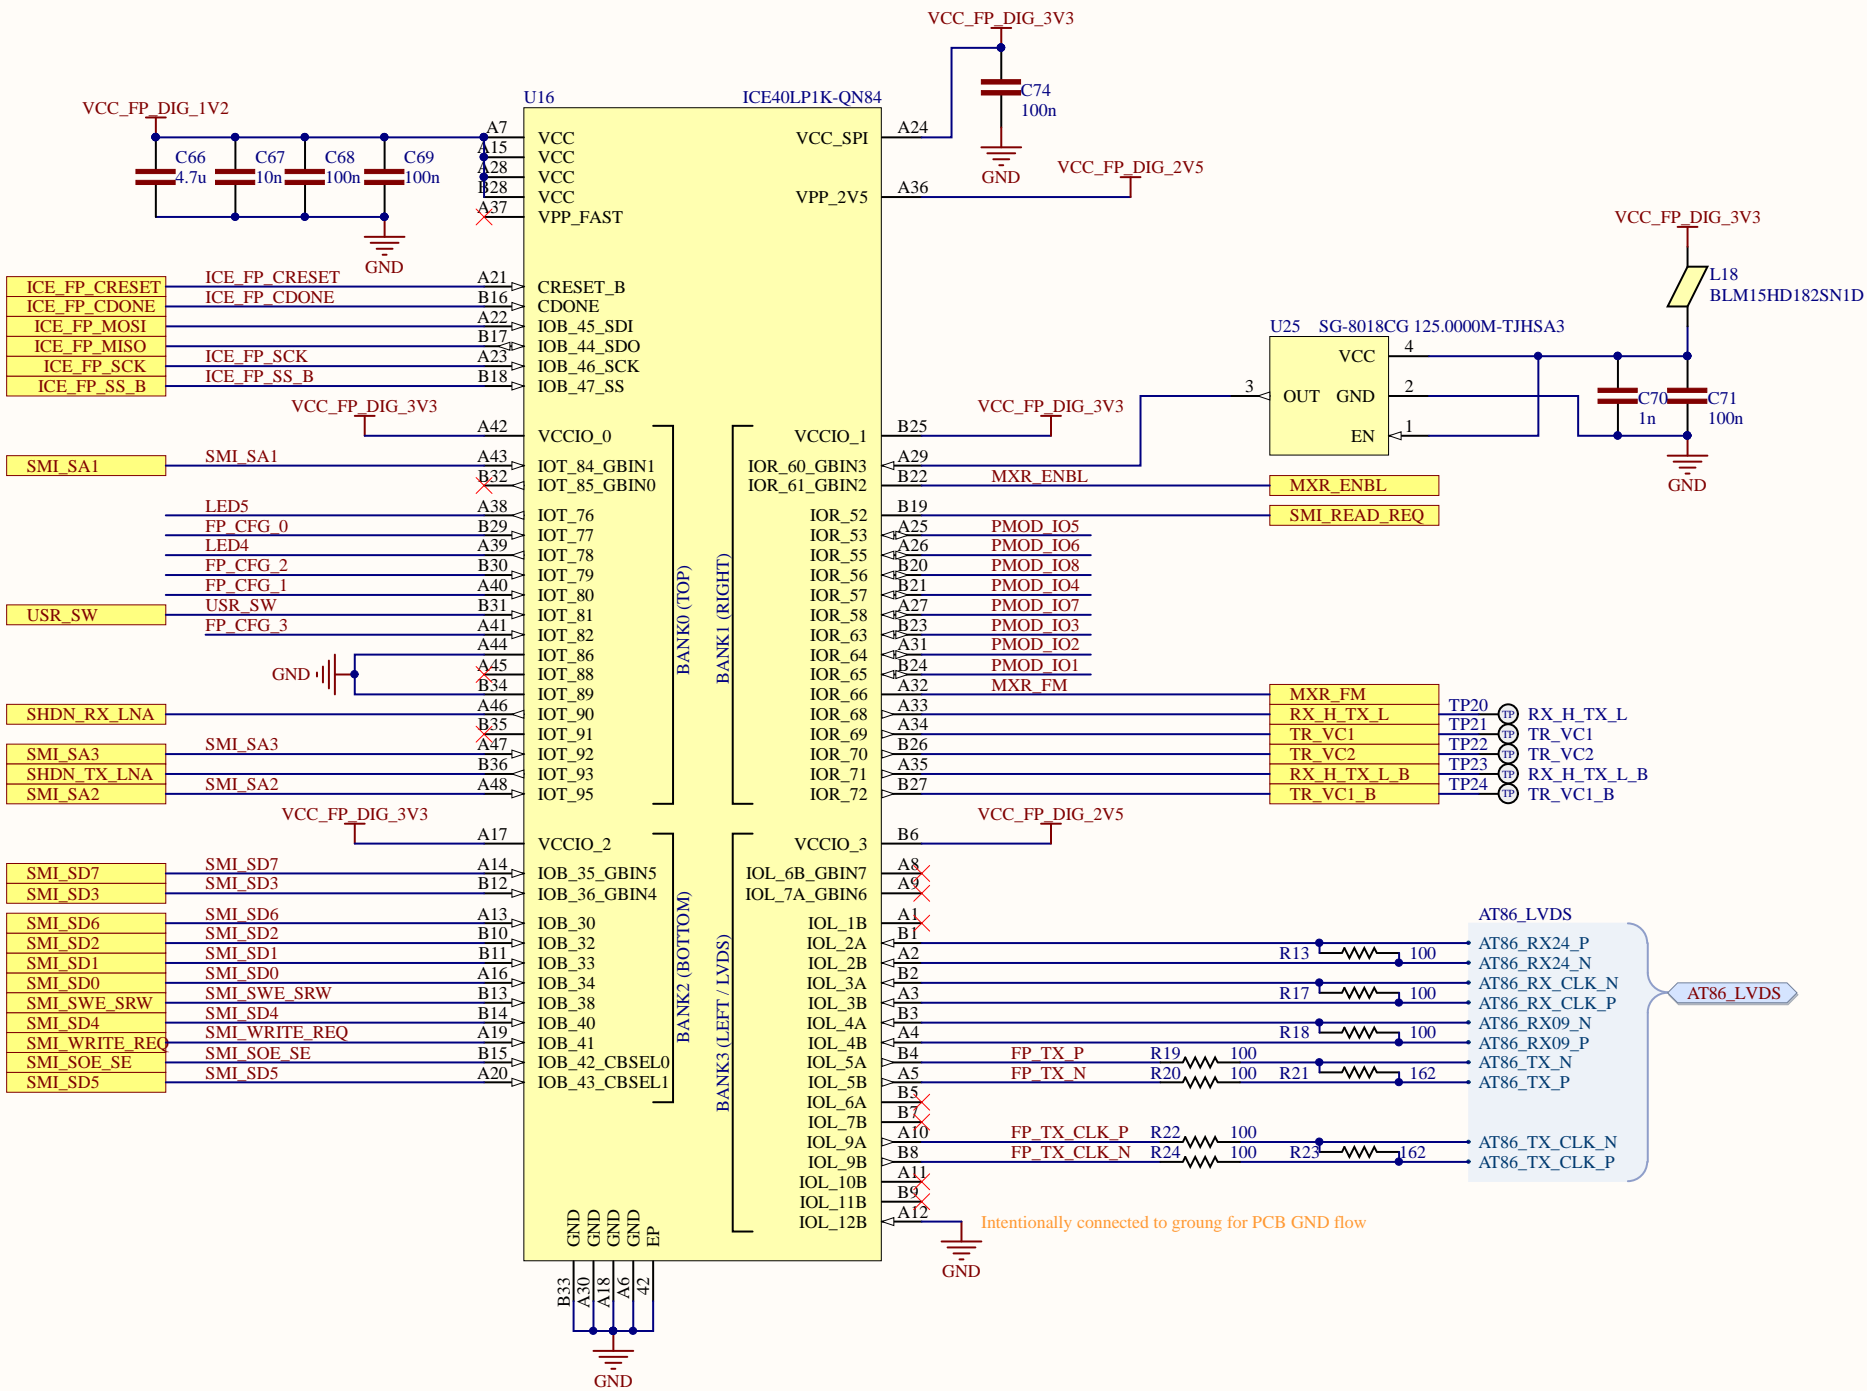 VCC_FP_DIG_3V3
C74
100n
GND
VCC_FP_DIG_1V2
C66
4.7u
C67
10n
C68
100n
C69
100n
GND
U16
ICE40LP1K-QN84
A7 VCC
A15 VCC
A28 VCC
B28 VCC
A37 VPP_FAST
VCC_SPI A24
VPP_2V5 A36
VCC_FP_DIG_2V5
ICE_FP_CRESET ICE_FP_CRESET A21 CRESET_B
ICE_FP_CDONE ICE_FP_CDONE B16 CDONE
ICE_FP_MOSI A22 IOB_45_SDI
ICE_FP_MISO B17 IOB_44_SDO
ICE_FP_SCK ICE_FP_SCK A23 IOB_46_SCK
ICE_FP_SS_B ICE_FP_SS_B B18 IOB_47_SS
VCC_FP_DIG_3V3
A42 VCCIO_0
SMI_SA1 SMI_SA1 A43 IOT_84_GBIN1
B32 IOT_85_GBIN0
LED5 A38 IOT_76
FP_CFG_0 B29 IOT_77
LED4 A39 IOT_78
FP_CFG_2 B30 IOT_79
FP_CFG_1 A40 IOT_80
USR_SW USR_SW B31 IOT_81
FP_CFG_3 A41 IOT_82
A44 IOT_86
GND A45 IOT_88
B34 IOT_89
SHDN_RX_LNA A46 IOT_90
B35 IOT_91
SMI_SA3 SMI_SA3 A47 IOT_92
SHDN_TX_LNA B36 IOT_93
SMI_SA2 SMI_SA2 A48 IOT_95
BANK0 (TOP)
VCC_FP_DIG_3V3
A17 VCCIO_2
SMI_SD7 SMI_SD7 A14 IOB_35_GBIN5
SMI_SD3 SMI_SD3 B12 IOB_36_GBIN4
SMI_SD6 SMI_SD6 A13 IOB_30
SMI_SD2 SMI_SD2 B10 IOB_32
SMI_SD1 SMI_SD1 B11 IOB_33
SMI_SD0 SMI_SD0 A16 IOB_34
SMI_SWE_SRW SMI_SWE_SRW B13 IOB_38
SMI_SD4 SMI_SD4 B14 IOB_40
SMI_WRITE_REQ SMI_WRITE_REQ A19 IOB_41
SMI_SOE_SE SMI_SOE_SE B15 IOB_42_CBSEL0
SMI_SD5 SMI_SD5 A20 IOB_43_CBSEL1
BANK2 (BOTTOM)
VCC_FP_DIG_3V3
VCCIO_1 B25
IOR_60_GBIN3 A29
IOR_61_GBIN2 B22 MXR_ENBL MXR_ENBL
IOR_52 B19 SMI_READ_REQ
IOR_53 A25 PMOD_IO5
IOR_55 A26 PMOD_IO6
IOR_56 B20 PMOD_IO8
IOR_57 B21 PMOD_IO4
IOR_58 A27 PMOD_IO7
IOR_63 B23 PMOD_IO3
IOR_64 A31 PMOD_IO2
IOR_65 B24 PMOD_IO1
IOR_66 A32 MXR_FM MXR_FM
IOR_68 A33 RX_H_TX_L TP20 TP RX_H_TX_L
IOR_69 A34 TR_VC1 TP21 TP TR_VC1
IOR_70 B26 TR_VC2 TP22 TP TR_VC2
IOR_71 A35 RX_H_TX_L_B TP23 TP RX_H_TX_L_B
IOR_72 B27 TR_VC1_B TP24 TP TR_VC1_B
BANK1 (RIGHT)
VCC_FP_DIG_3V3
L18
BLM15HD182SN1D
U25 SG-8018CG 125.0000M-TJHSA3
VCC 4
3 OUT GND 2
EN 1
C70
1n
C71
100n
GND
VCC_FP_DIG_2V5
VCCIO_3 B6
IOL_6B_GBIN7 A8
IOL_7A_GBIN6 A9
IOL_1B A1
AT86_LVDS
IOL_2A B1 AT86_RX24_P
R13 100
IOL_2B A2 AT86_RX24_N
IOL_3A B2 AT86_RX_CLK_N
R17 100
IOL_3B A3 AT86_RX_CLK_P
IOL_4A B3 AT86_RX09_N
R18 100
IOL_4B A4 AT86_RX09_P
IOL_5A B4 FP_TX_P R19 100 AT86_TX_N
IOL_5B A5 FP_TX_N R20 100 R21 162 AT86_TX_P
IOL_6A B5
IOL_7B B7
IOL_9A A10 FP_TX_CLK_P R22 100 AT86_TX_CLK_N
IOL_9B B8 FP_TX_CLK_N R24 100 R23 162 AT86_TX_CLK_P
IOL_10B A11
IOL_11B B9
IOL_12B A12
AT86_LVDS
BANK3 (LEFT / LVDS)
Intentionally connected to groung for PCB GND flow
GND
GND GND GND GND EP
B33 A30 A18 A6 42
GND